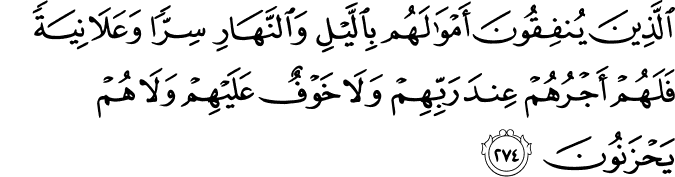 ٱلَّذِينَ يُنفِقُونَ أَمۡوَٰلَهُم بِٱلَّيۡلِ وَٱلنَّهَارِ سِرّٗا وَعَلَانِيَةٗ
فَلَهُمۡ أَجۡرُهُمۡ عِندَ رَبِّهِمۡ وَلَا خَوۡفٌ عَلَيۡهِمۡ وَلَا هُمۡ
يَحۡزَنُونَ ٢٧٤